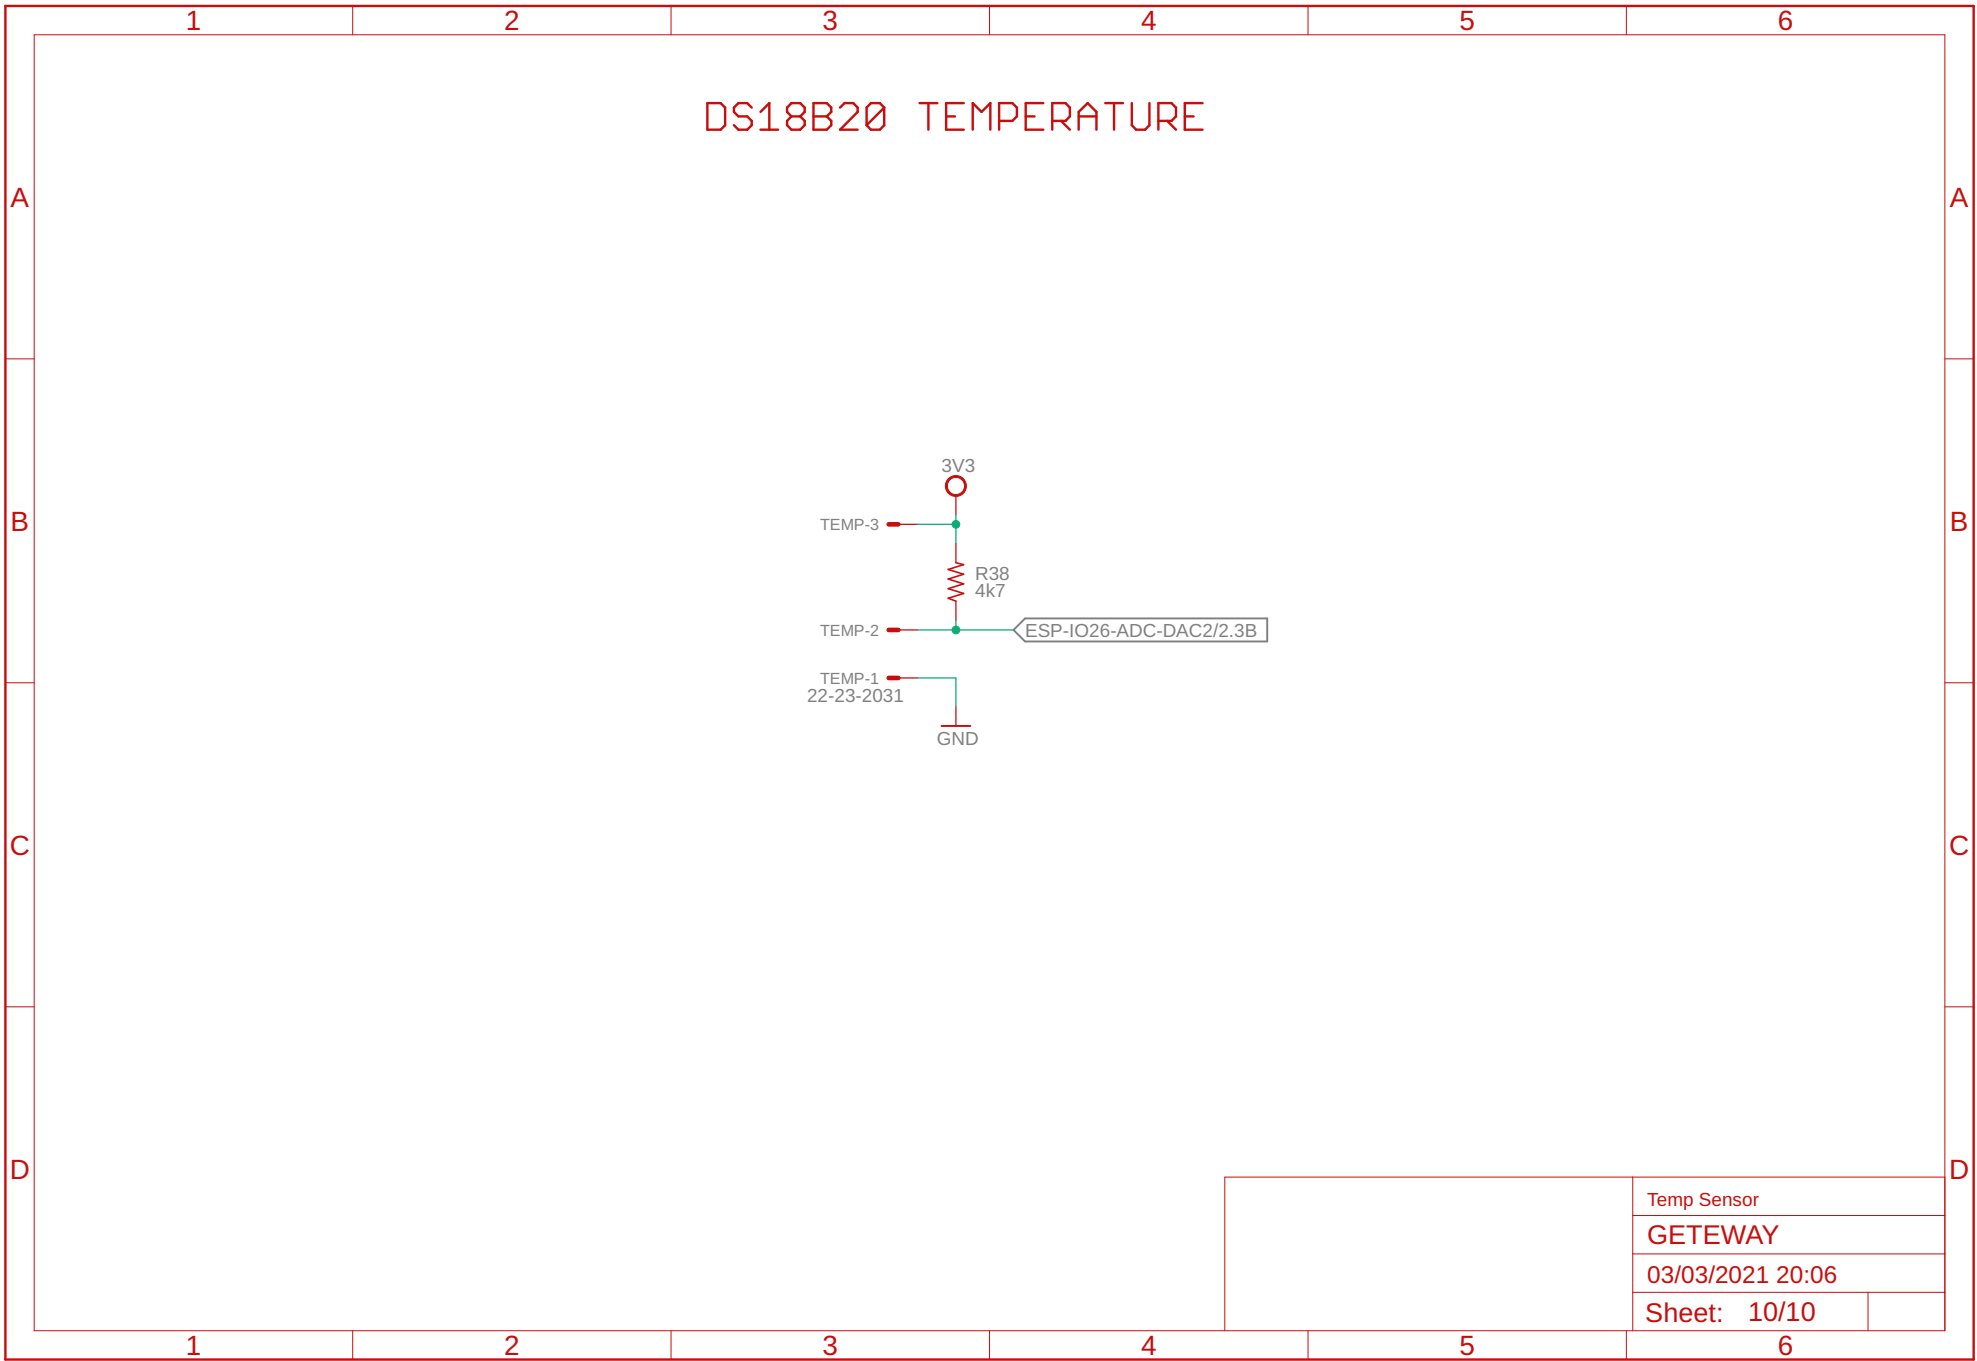 1 2 3 4 5 6
DS18B20 TEMPERATURE
A A
3V3
B B
TEMP-3
R38
4k7
TEMP-2 ESP-IO26-ADC-DAC2/2.3B
TEMP-1
22-23-2031
GND
C C
D D
Temp Sensor
GETEWAY
03/03/2021 20:06
Sheet: 10/10
1 2 3 4 5 6